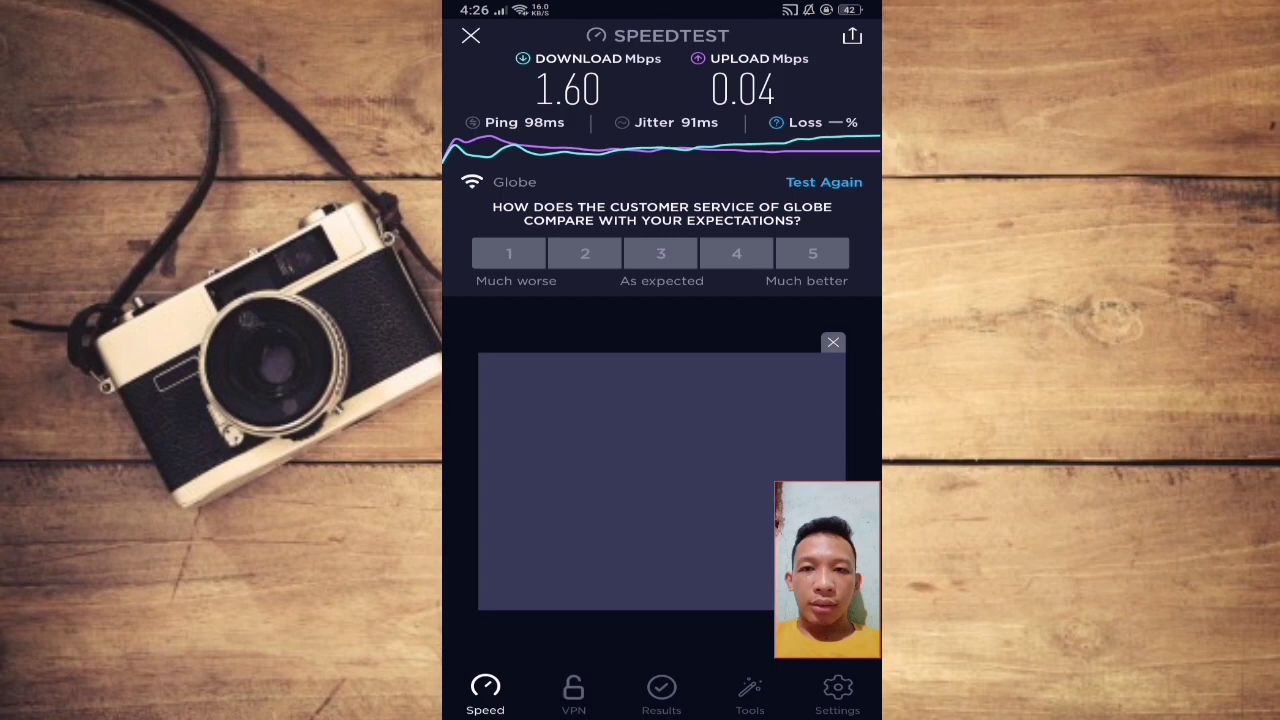 4:26 16.0 KB/S 42
SPEEDTEST
DOWNLOAD Mbps UPLOAD Mbps
1.60 0.04
Ping 98ms Jitter 91ms Loss — %
Globe Test Again
HOW DOES THE CUSTOMER SERVICE OF GLOBE
COMPARE WITH YOUR EXPECTATIONS?
1 2 3 4 5
Much worse As expected Much better
Speed VPN Results Tools Settings